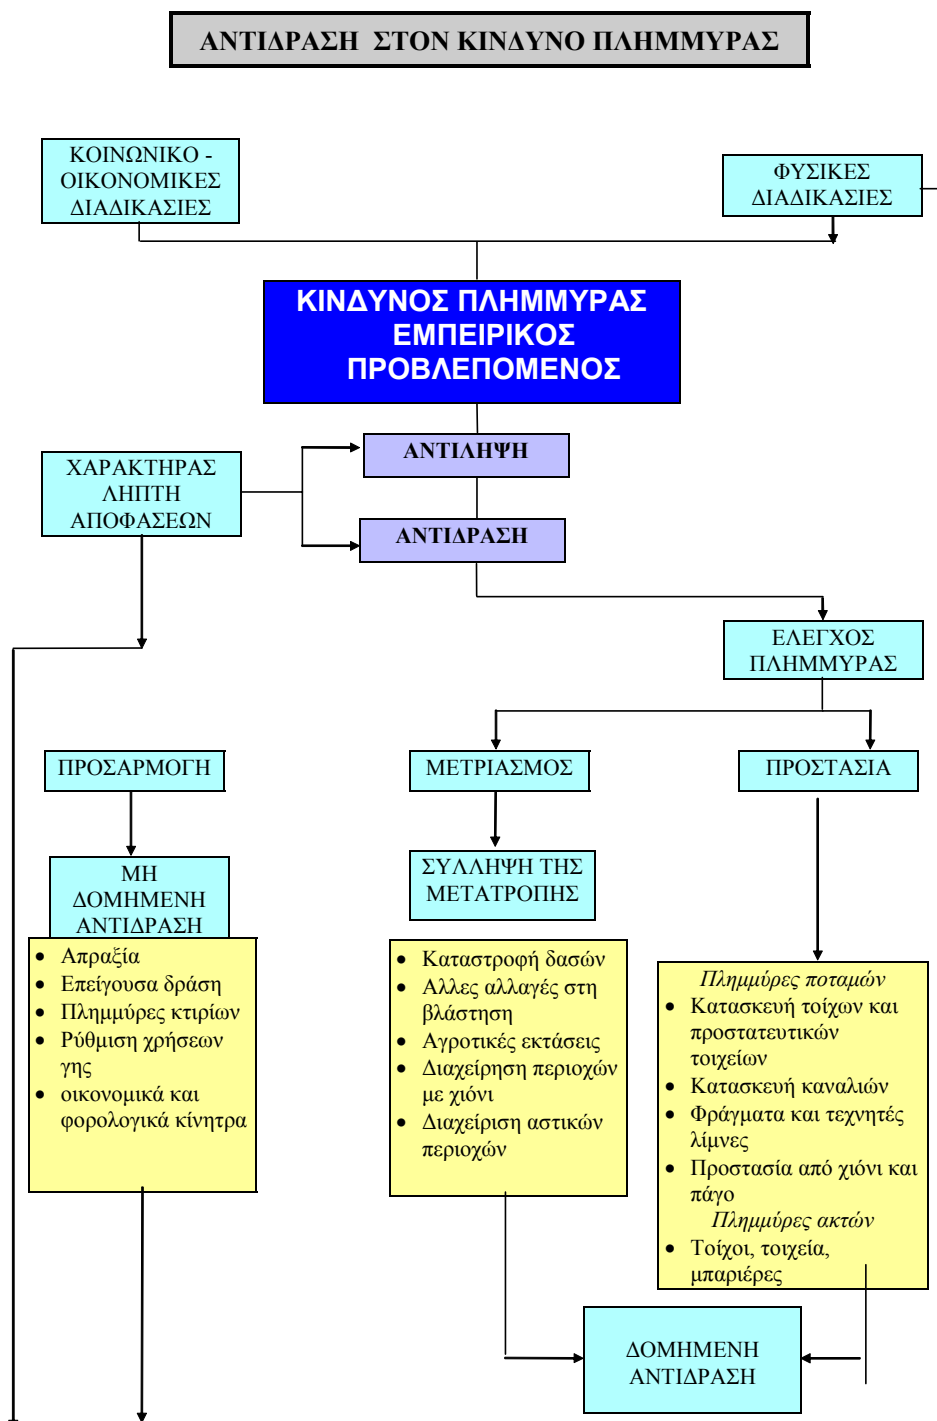 ΑΝΤΙΔΡΑΣΗ ΣΤΟΝ ΚΙΝΔΥΝΟ ΠΛΗΜΜΥΡΑΣ
ΚΟΙΝΩΝΙΚΟ -
ΟΙΚΟΝΟΜΙΚΕΣ
ΔΙΑΔΙΚΑΣΙΕΣ
ΦΥΣΙΚΕΣ
ΔΙΑΔΙΚΑΣΙΕΣ
ΚΙΝΔΥΝΟΣ ΠΛΗΜΜΥΡΑΣ
ΕΜΠΕΙΡΙΚΟΣ
ΠΡΟΒΛΕΠΟΜΕΝΟΣ
ΑΝΤΙΛΗΨΗ
ΧΑΡΑΚΤΗΡΑΣ
ΛΗΠΤΗ
ΑΠΟΦΑΣΕΩΝ
ΑΝΤΙΔΡΑΣΗ
ΕΛΕΓΧΟΣ
ΠΛΗΜΜΥΡΑΣ
ΠΡΟΣΑΡΜΟΓΗ
ΜΕΤΡΙΑΣΜΟΣ
ΠΡΟΣΤΑΣΙΑ
ΜΗ
ΔΟΜΗΜΕΝΗ
ΑΝΤΙΔΡΑΣΗ
ΣΥΛΛΗΨΗ ΤΗΣ
ΜΕΤΑΤΡΟΠΗΣ
• Απραξία
• Επείγουσα δράση
• Πλημμύρες κτιρίων
• Ρύθμιση χρήσεων
γης
• οικονομικά και
φορολογικά κίνητρα
• Καταστροφή δασών
• Αλλες αλλαγές στη
βλάστηση
• Αγροτικές εκτάσεις
• Διαχείρηση περιοχών
με χιόνι
• Διαχείριση αστικών
περιοχών
Πλημμύρες ποταμών
• Κατασκευή τοίχων και
προστατευτικών
τοιχείων
• Κατασκευή καναλιών
• Φράγματα και τεχνητές
λίμνες
• Προστασία από χιόνι και
πάγο
Πλημμύρες ακτών
• Τοίχοι, τοιχεία,
μπαριέρες
ΔΟΜΗΜΕΝΗ
ΑΝΤΙΔΡΑΣΗ